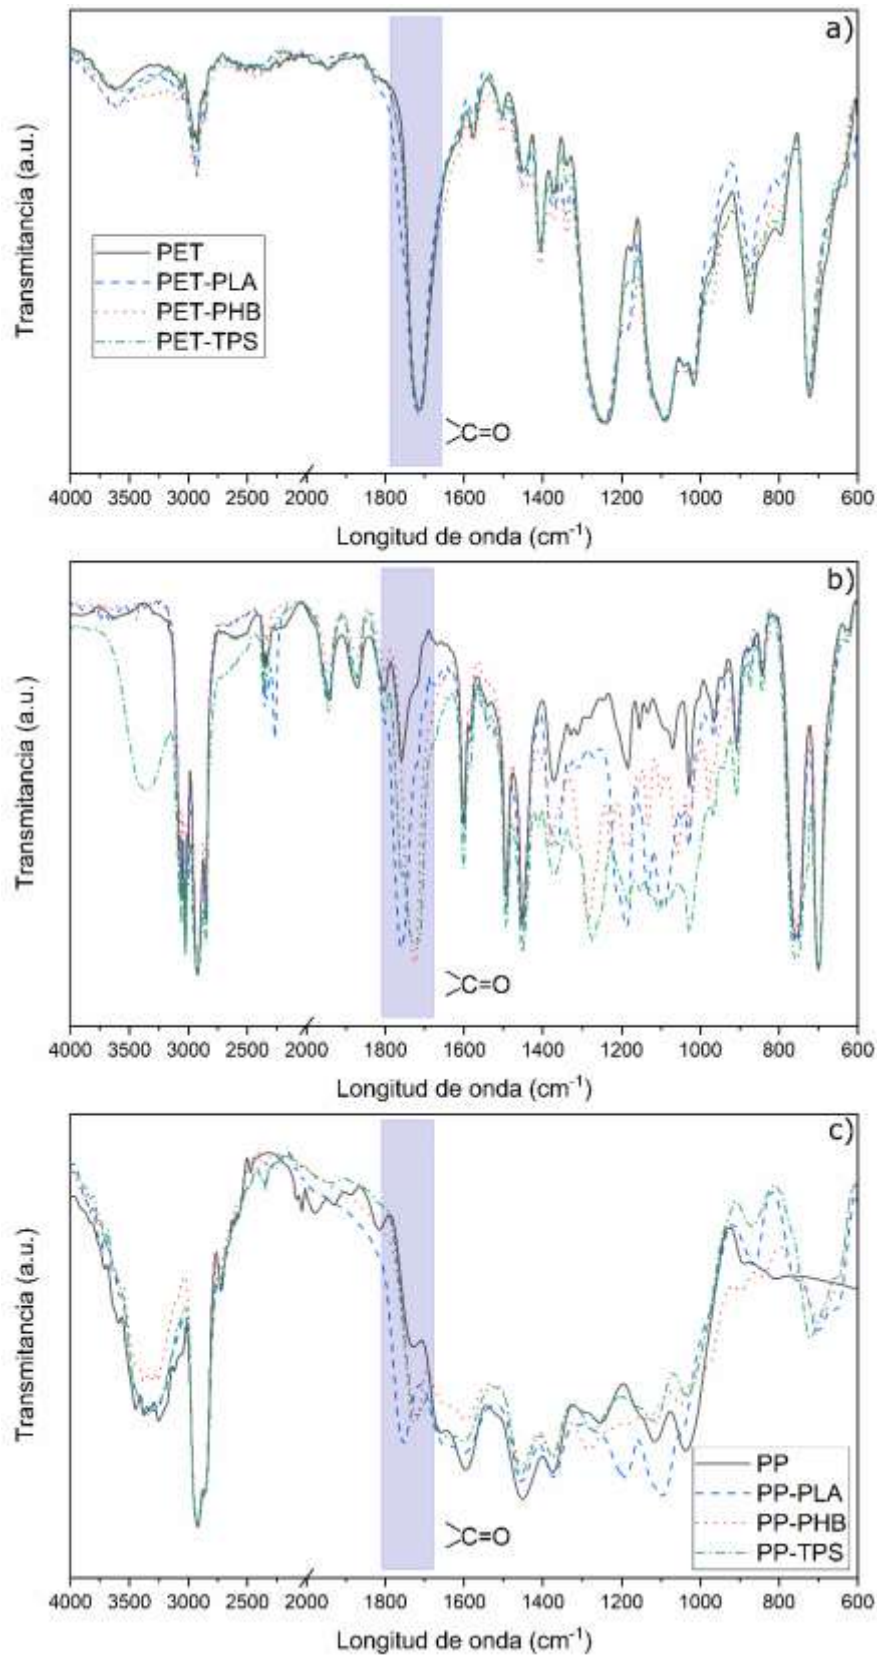 a)
Transmitancia (a.u.)
PET
PET-PLA
PET-PHB
PET-TPS
>C=O
4000 3500 3000 2500 2000 1800 1600 1400 1200 1000 800 600
Longitud de onda (cm⁻¹)
b)
Transmitancia (a.u.)
>C=O
4000 3500 3000 2500 2000 1800 1600 1400 1200 1000 800 600
Longitud de onda (cm⁻¹)
c)
Transmitancia (a.u.)
PP
PP-PLA
PP-PHB
PP-TPS
>C=O
4000 3500 3000 2500 2000 1800 1600 1400 1200 1000 800 600
Longitud de onda (cm⁻¹)